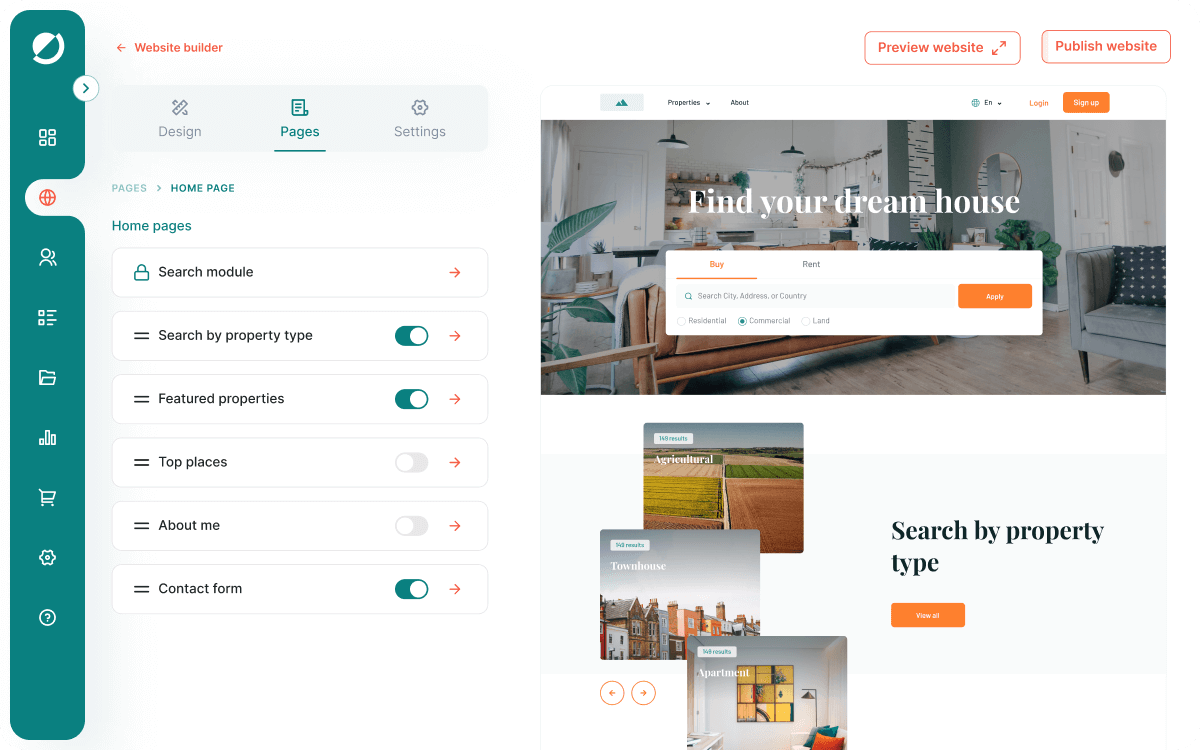 Website builder
Preview website
Publish website
Design
Pages
Settings
PAGES
HOME PAGE
Home pages
Search module
Search by property type
Featured properties
Top places
About me
Contact form
Properties
About
En
Login
Sign up
Find your dream house
Buy
Rent
Search City, Address, or Country
Apply
Residential
Commercial
Land
149 results
Agricultural
149 results
Townhouse
149 results
Apartment
Search by property
type
View all